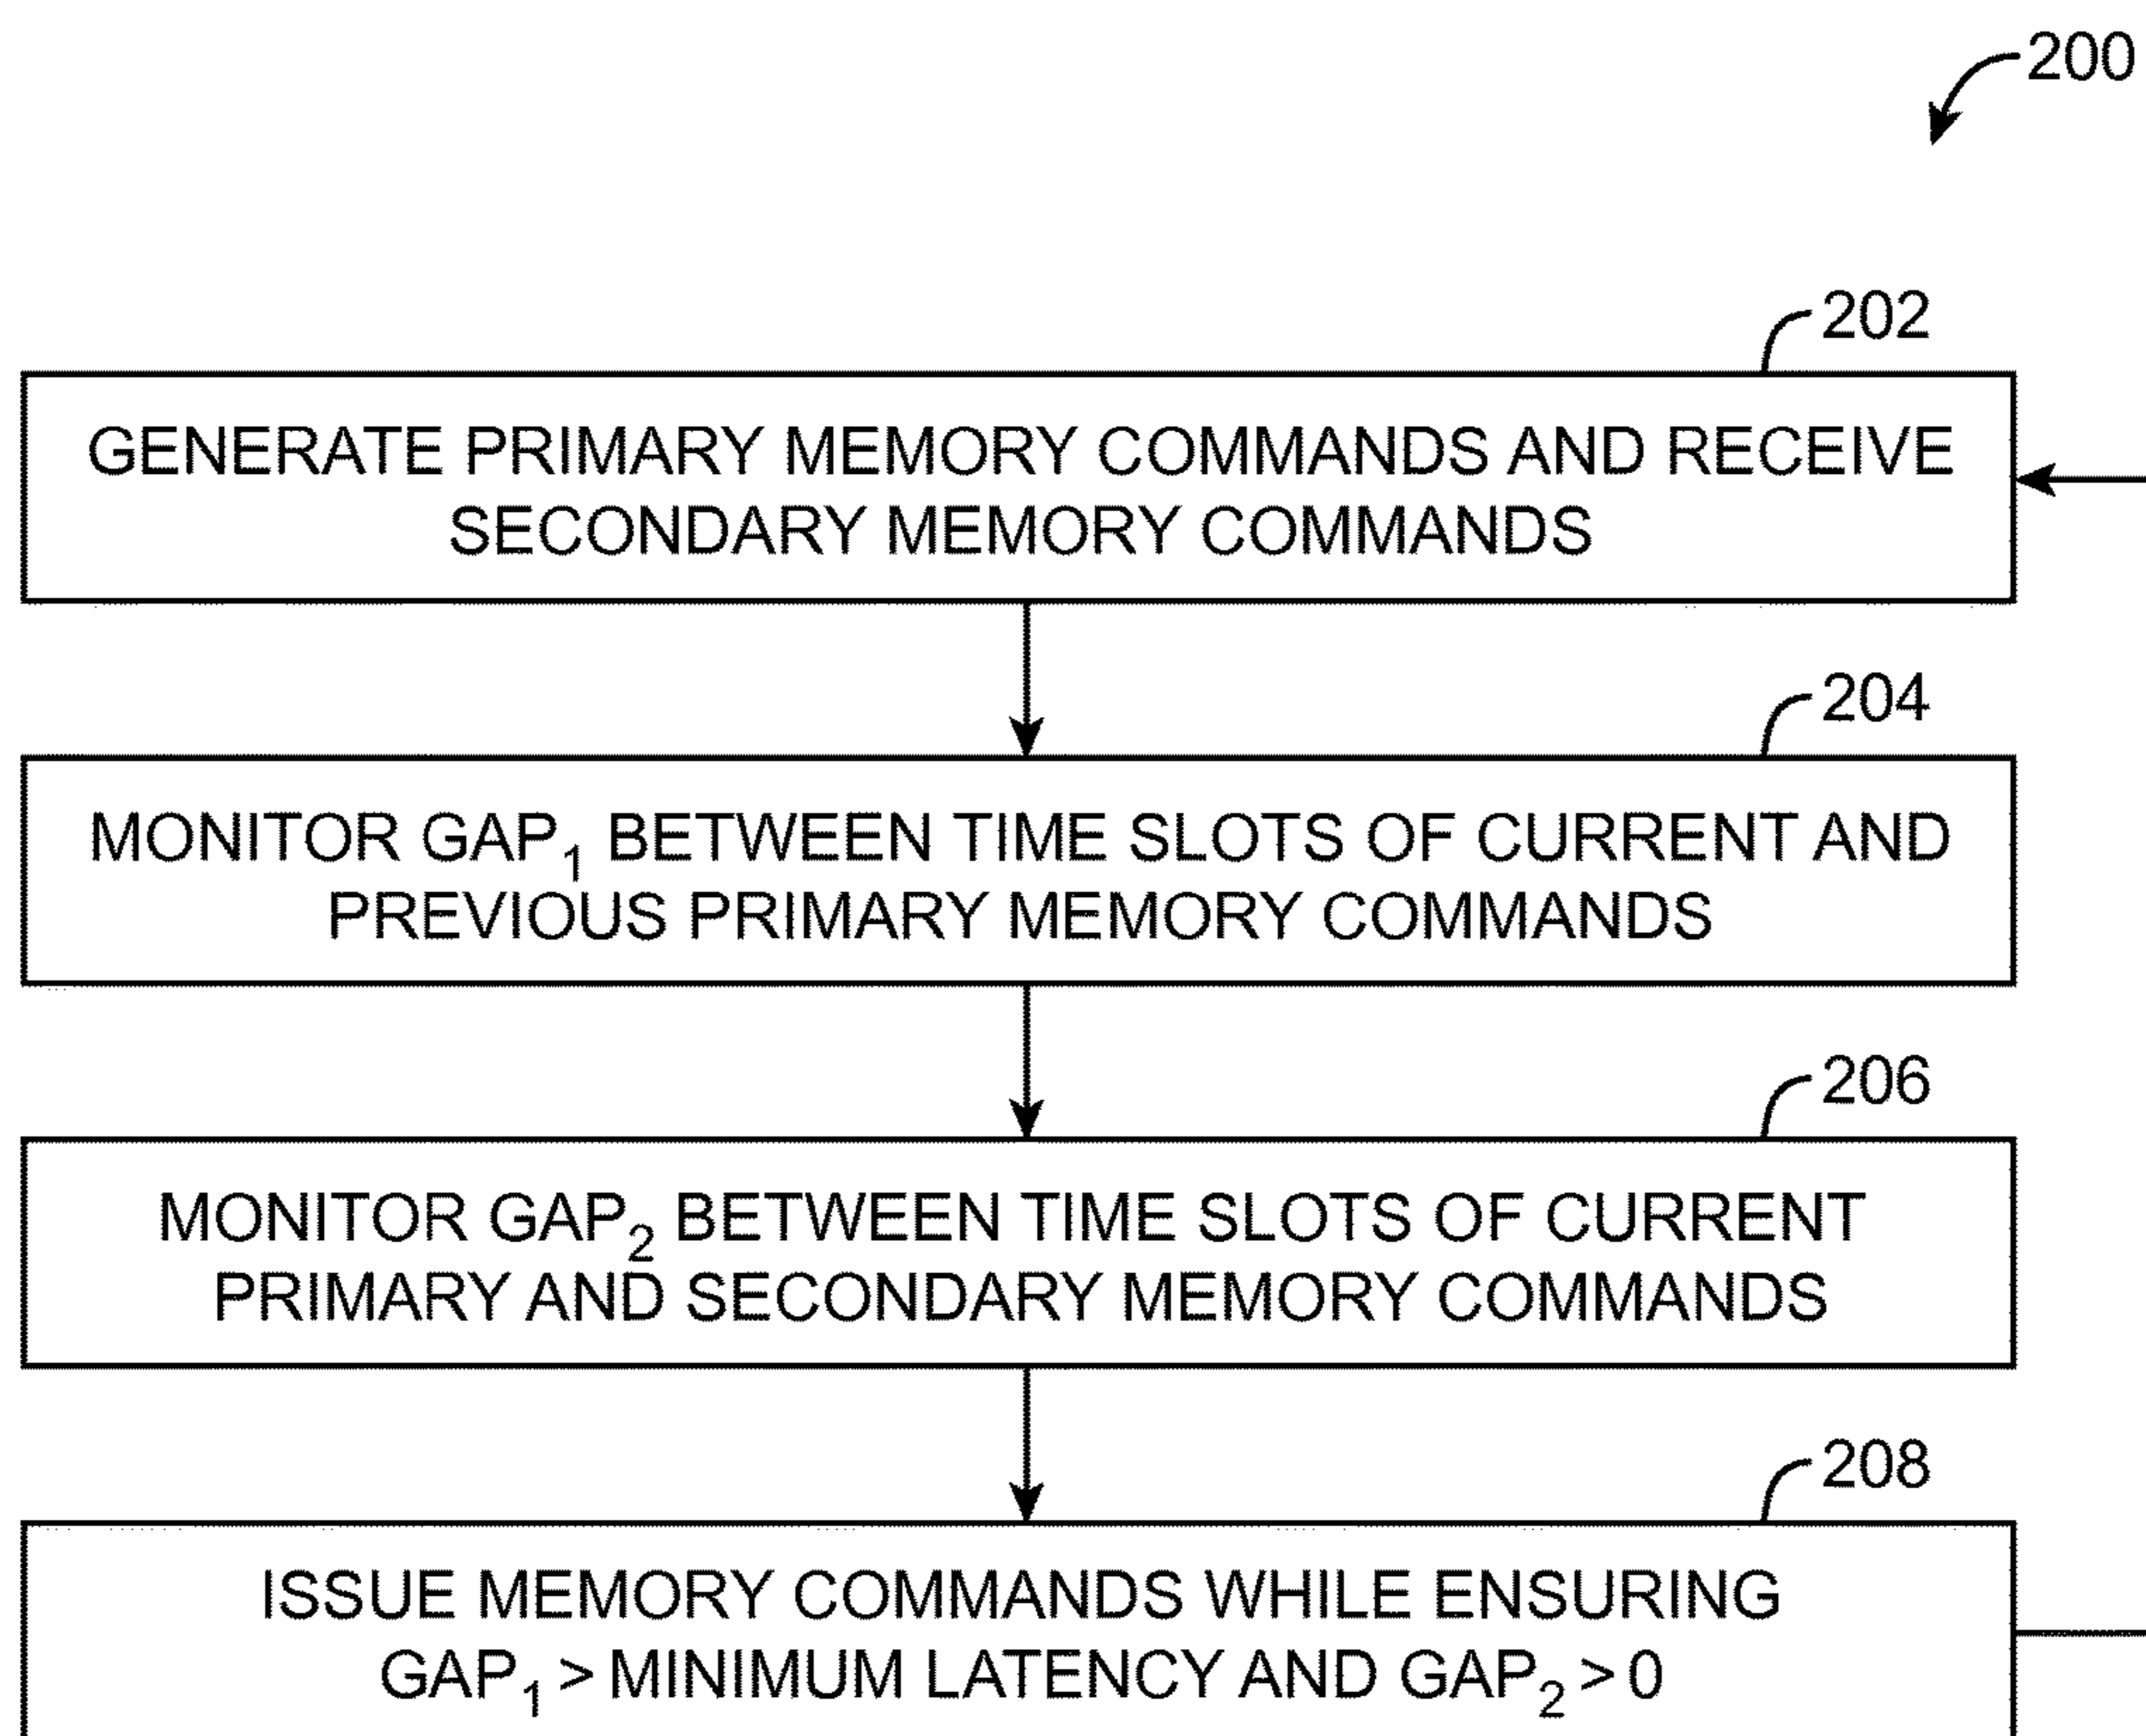 200
202
GENERATE PRIMARY MEMORY COMMANDS AND RECEIVE
SECONDARY MEMORY COMMANDS
204
MONITOR GAP₁ BETWEEN TIME SLOTS OF CURRENT AND
PREVIOUS PRIMARY MEMORY COMMANDS
206
MONITOR GAP₂ BETWEEN TIME SLOTS OF CURRENT
PRIMARY AND SECONDARY MEMORY COMMANDS
208
ISSUE MEMORY COMMANDS WHILE ENSURING
GAP₁ > MINIMUM LATENCY AND GAP₂ > 0